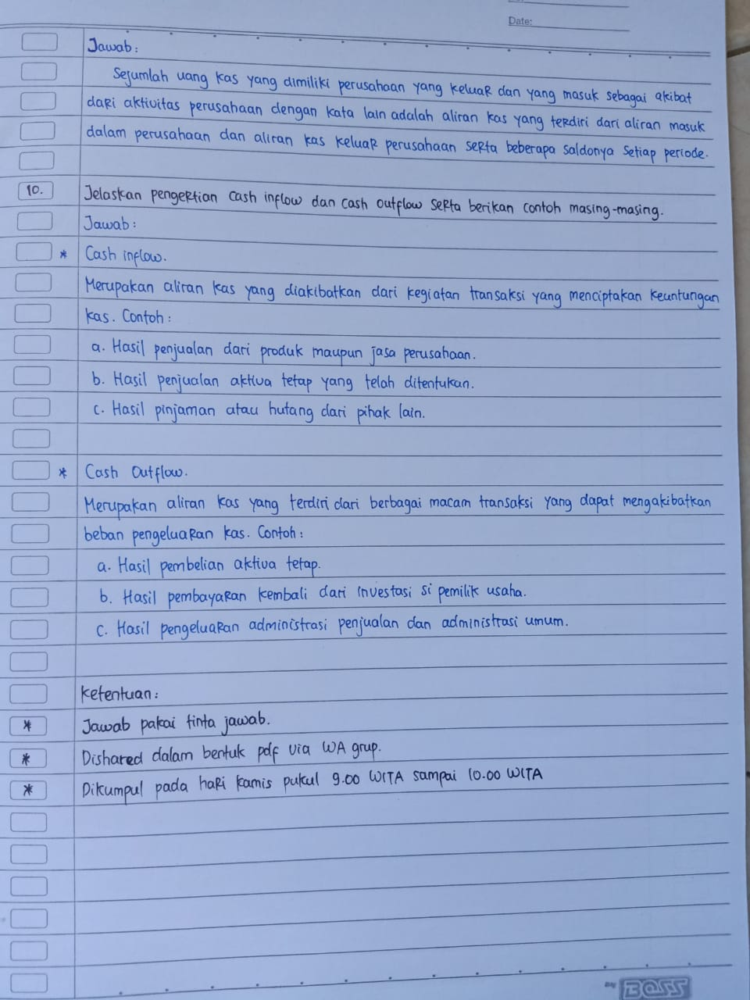 Date:
Jawab:
Sejumlah uang kas yang dimiliki perusahaan yang keluar dan yang masuk sebagai akibat
dari aktivitas perusahaan dengan kata lain adalah aliran kas yang terdiri dari aliran masuk
dalam perusahaan dan aliran kas keluar perusahaan serta beberapa saldonya setiap periode.
10. Jelaskan pengertian cash inflow dan cash outflow serta berikan contoh masing-masing.
Jawab:
* Cash inflow.
Merupakan aliran kas yang diakibatkan dari kegiatan transaksi yang menciptakan keuntungan
kas. Contoh:
a. Hasil penjualan dari produk maupun jasa perusahaan.
b. Hasil penjualan aktiva tetap yang telah ditentukan.
c. Hasil pinjaman atau hutang dari pihak lain.
* Cash Outflow.
Merupakan aliran kas yang terdiri dari berbagai macam transaksi yang dapat mengakibatkan
beban pengeluaran kas. Contoh:
a. Hasil pembelian aktiva tetap.
b. Hasil pembayaran kembali dari investasi si pemilik usaha.
c. Hasil pengeluaran administrasi penjualan dan administrasi umum.
Ketentuan:
* Jawab pakai tinta jawab.
* Dishared dalam bentuk pdf via WA grup.
* Dikumpul pada hari kamis pukul 9.00 WITA sampai 10.00 WITA
BOSS